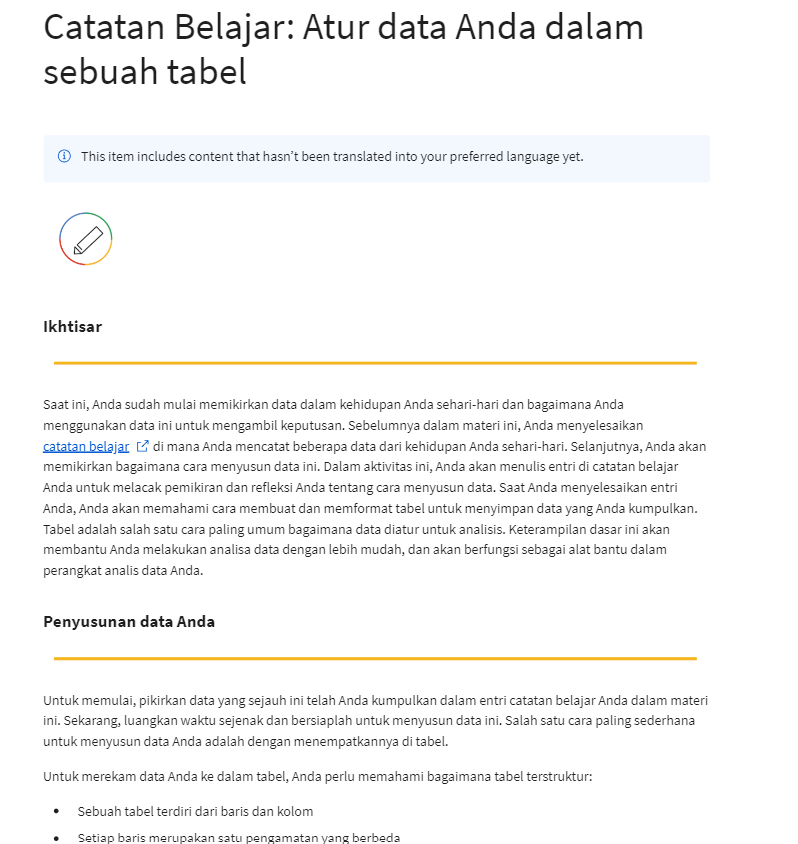 Catatan Belajar: Atur data Anda dalam
sebuah tabel
This item includes content that hasn't been translated into your preferred language yet.
Ikhtisar
Saat ini, Anda sudah mulai memikirkan data dalam kehidupan Anda sehari-hari dan bagaimana Anda
menggunakan data ini untuk mengambil keputusan. Sebelumnya dalam materi ini, Anda menyelesaikan
catatan belajar di mana Anda mencatat beberapa data dari kehidupan Anda sehari-hari. Selanjutnya, Anda akan
memikirkan bagaimana cara menyusun data ini. Dalam aktivitas ini, Anda akan menulis entri di catatan belajar
Anda untuk melacak pemikiran dan refleksi Anda tentang cara menyusun data. Saat Anda menyelesaikan entri
Anda, Anda akan memahami cara membuat dan memformat tabel untuk menyimpan data yang Anda kumpulkan.
Tabel adalah salah satu cara paling umum bagaimana data diatur untuk analisis. Keterampilan dasar ini akan
membantu Anda melakukan analisa data dengan lebih mudah, dan akan berfungsi sebagai alat bantu dalam
perangkat analis data Anda.
Penyusunan data Anda
Untuk memulai, pikirkan data yang sejauh ini telah Anda kumpulkan dalam entri catatan belajar Anda dalam materi
ini. Sekarang, luangkan waktu sejenak dan bersiaplah untuk menyusun data ini. Salah satu cara paling sederhana
untuk menyusun data Anda adalah dengan menempatkannya di tabel.
Untuk merekam data Anda ke dalam tabel, Anda perlu memahami bagaimana tabel terstruktur:
• Sebuah tabel terdiri dari baris dan kolom
• Setiap baris merupakan satu pengamatan yang berbeda